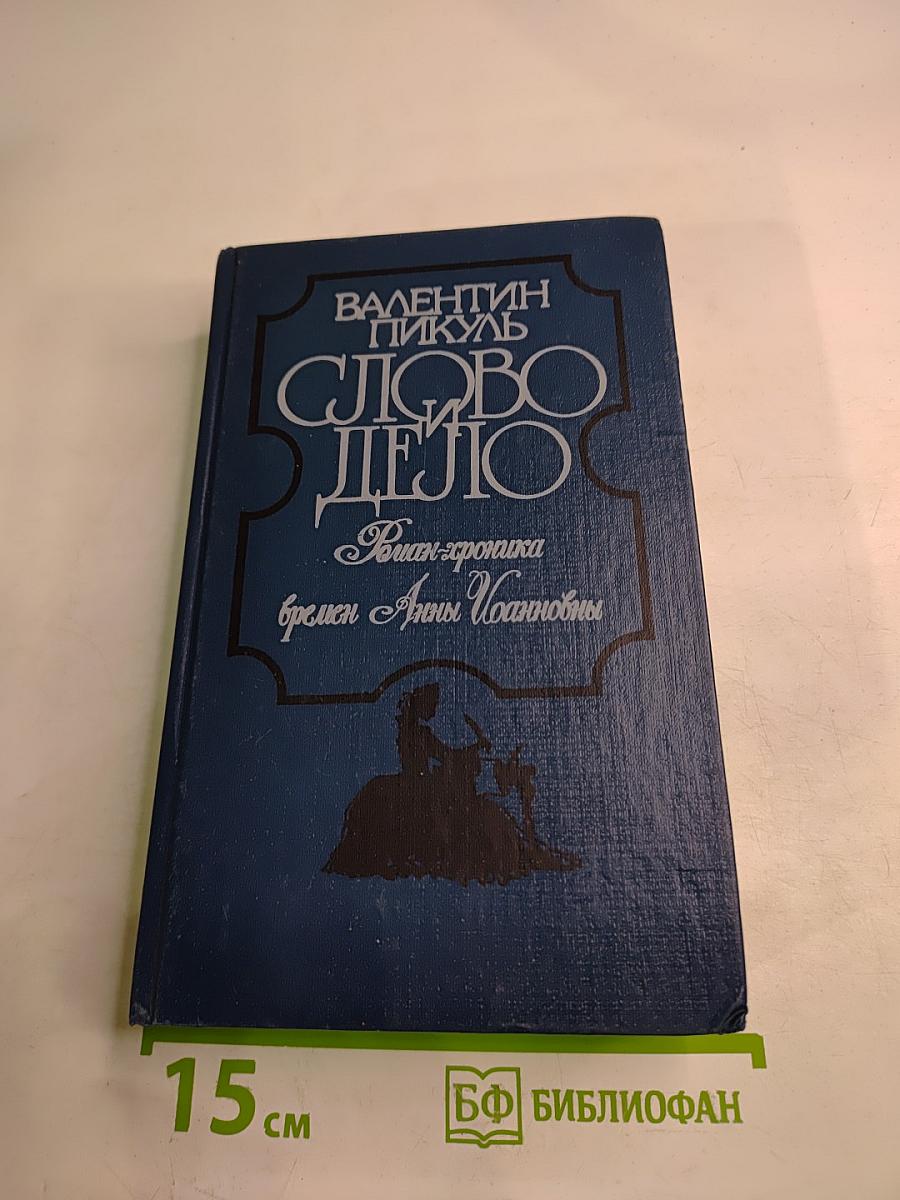 ВАЛЕНТИН
ПИКУЛЬ
СЛОВО
И
ДЕЛО
Роман-хроника
времен Анны Иоанновны
15 см
БФ БИБЛИОФАН